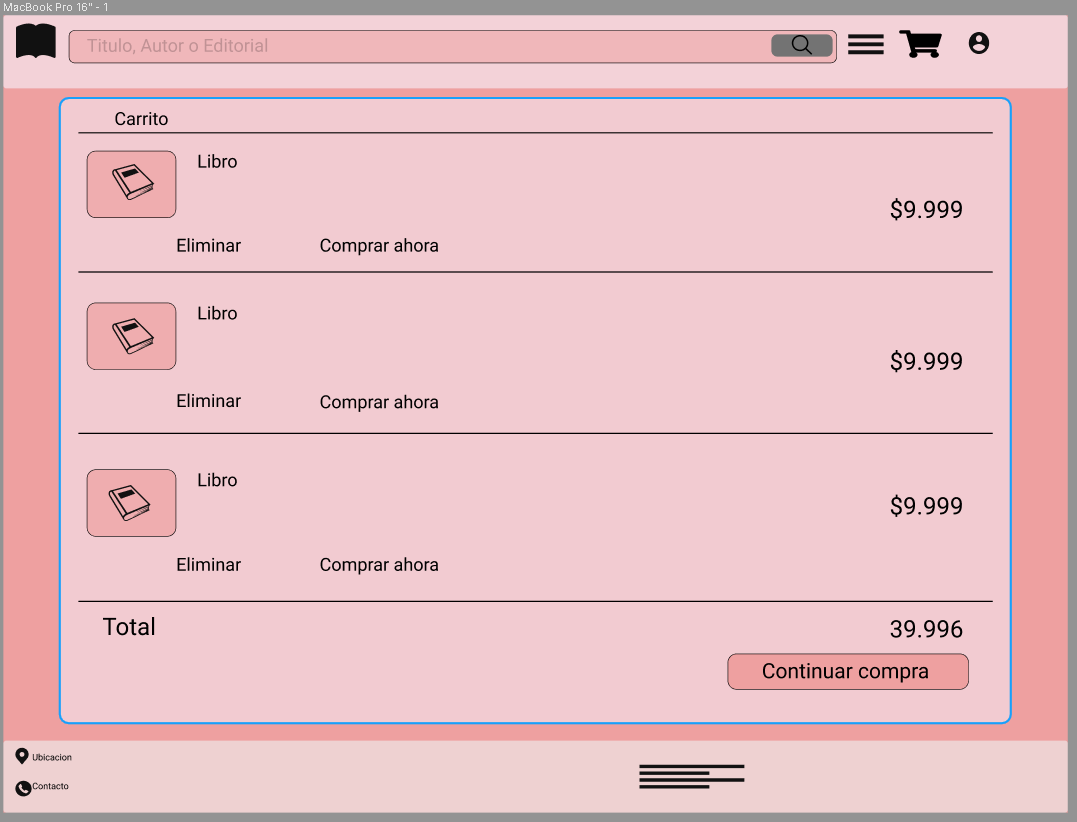 MacBook Pro 16" - 1
Titulo, Autor o Editorial
Carrito
Libro
$9.999
Eliminar Comprar ahora
Libro
$9.999
Eliminar Comprar ahora
Libro
$9.999
Eliminar Comprar ahora
Total 39.996
Continuar compra
Ubicacion
Contacto